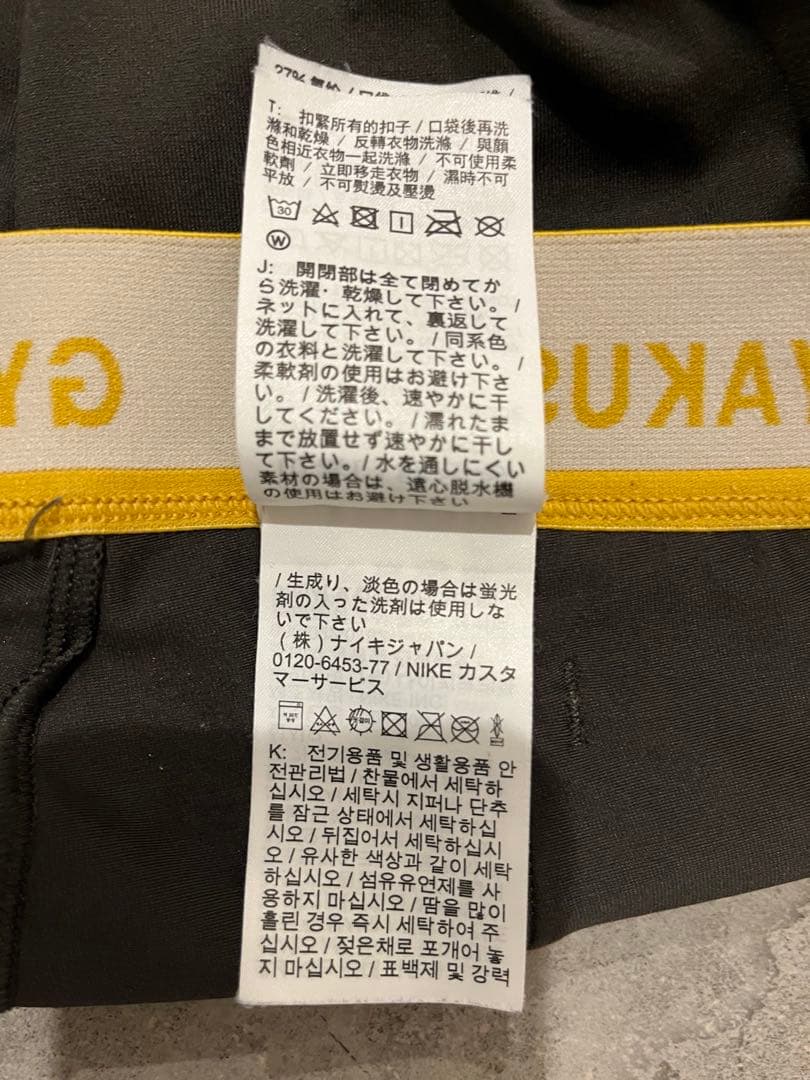 27% 氨紗 / 口袋
T: 扣緊所有的扣子 / 口袋後再洗
滌和乾燥 / 反轉衣物洗滌 / 與顏
色相近衣物一起洗滌 / 不可使用柔
軟劑 / 立即移走衣物 / 濕時不可
平放 / 不可熨燙及壓燙
30
W
J: 開閉部は全て閉めてか
ら洗濯・乾燥して下さい。/
ネットに入れて、裏返して
洗濯して下さい。/ 同系色
の衣料と洗濯して下さい。/
柔軟剤の使用はお避け下さ
い。/ 洗濯後、速やかに干
してください。/ 濡れたま
まで放置せず速やかに干し
て下さい。/ 水を通しにくい
素材の場合は、遠心脱水機
の使用はお避け下さい
GY
YAKUS
/ 生成り、淡色の場合は蛍光
剤の入った洗剤は使用しな
いで下さい
(株) ナイキジャパン /
0120-6453-77 / NIKE カスタ
マーサービス
K: 전기용품 및 생활용품 안
전관리법 / 찬물에서 세탁하
십시오 / 세탁시 지퍼나 단추
를 잠근 상태에서 세탁하십
시오 / 뒤집어서 세탁하십시
오 / 유사한 색상과 같이 세탁
하십시오 / 섬유유연제를 사
용하지 마십시오 / 땀을 많이
흘린 경우 즉시 세탁하여 주
십시오 / 젖은채로 포개어 놓
지 마십시오 / 표백제 및 강력